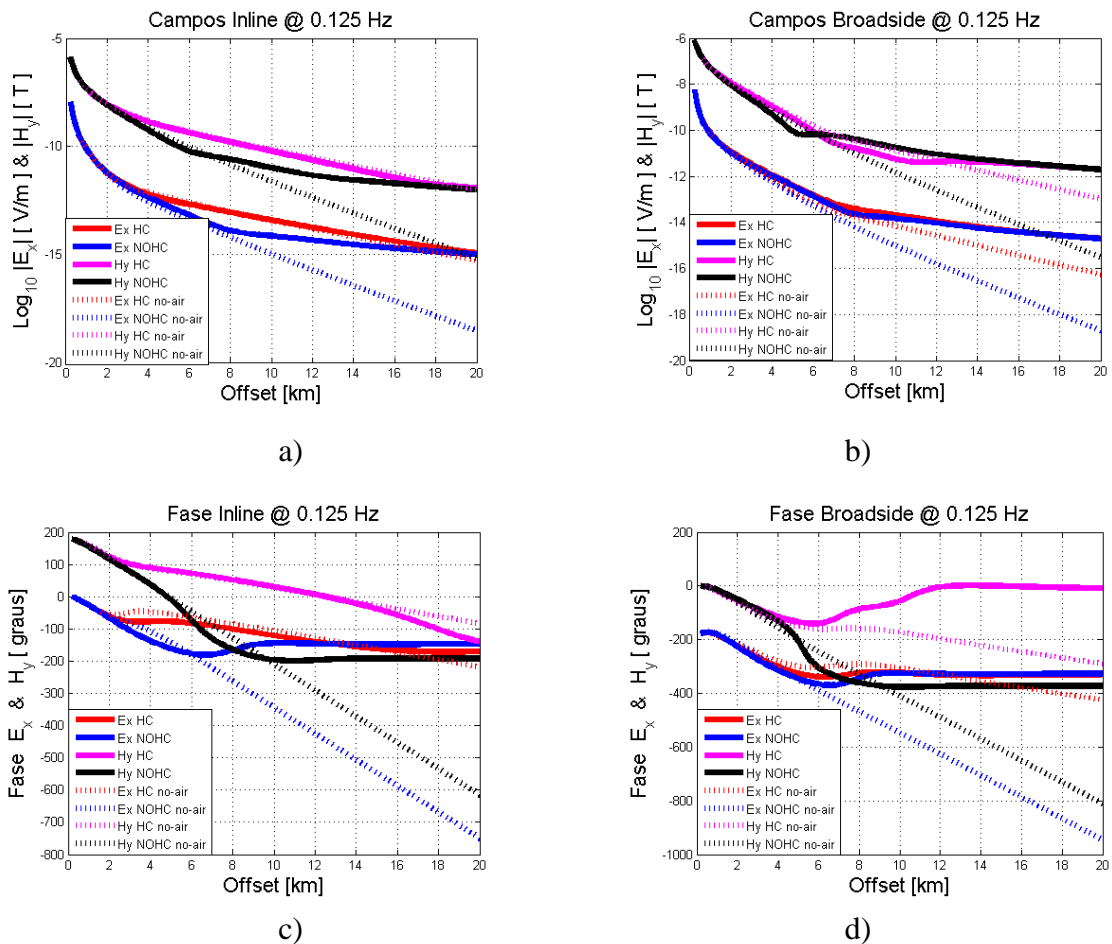 Campos Inline @ 0.125 Hz
Log10 |Ex| [ V/m ] & |Hy| [ T ]
-5
-10
-15
-20
0 2 4 6 8 10 12 14 16 18 20
Offset [km]
Ex HC
Ex NOHC
Hy HC
Hy NOHC
Ex HC no-air
Ex NOHC no-air
Hy HC no-air
Hy NOHC no-air
a)
Campos Broadside @ 0.125 Hz
Log10 |Ex| [ V/m ] & |Hy| [ T ]
-6
-8
-10
-12
-14
-16
-18
-20
0 2 4 6 8 10 12 14 16 18 20
Offset [km]
Ex HC
Ex NOHC
Hy HC
Hy NOHC
Ex HC no-air
Ex NOHC no-air
Hy HC no-air
Hy NOHC no-air
b)
Fase Inline @ 0.125 Hz
Fase Ex & Hy [graus]
200
100
0
-100
-200
-300
-400
-500
-600
-700
-800
0 2 4 6 8 10 12 14 16 18 20
Offset [km]
Ex HC
Ex NOHC
Hy HC
Hy NOHC
Ex HC no-air
Ex NOHC no-air
Hy HC no-air
Hy NOHC no-air
c)
Fase Broadside @ 0.125 Hz
Fase Ex & Hy [graus]
200
0
-200
-400
-600
-800
-1000
0 2 4 6 8 10 12 14 16 18 20
Offset [km]
Ex HC
Ex NOHC
Hy HC
Hy NOHC
Ex HC no-air
Ex NOHC no-air
Hy HC no-air
Hy NOHC no-air
d)